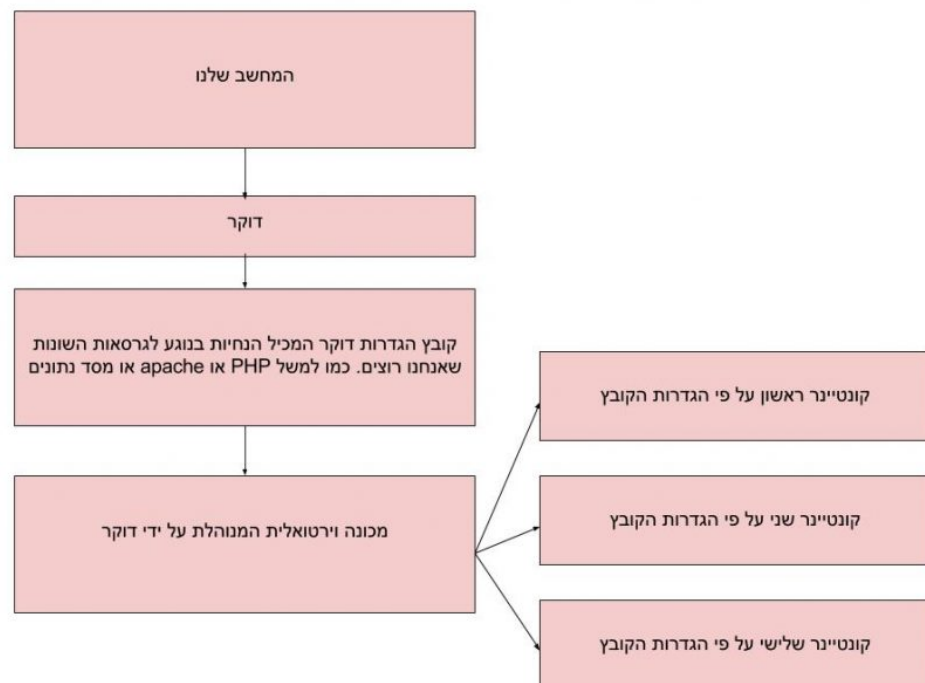 המחשב שלנו
דוקר
קובץ הגדרות דוקר המכיל הנחיות בנוגע לגרסאות השונות
שאנחנו רוצים. כמו למשל PHP או apache או מסד נתונים
מכונה וירטואלית המנוהלת על ידי דוקר
קונטיינר ראשון על פי הגדרות הקובץ
קונטיינר שני על פי הגדרות הקובץ
קונטיינר שלישי על פי הגדרות הקובץ